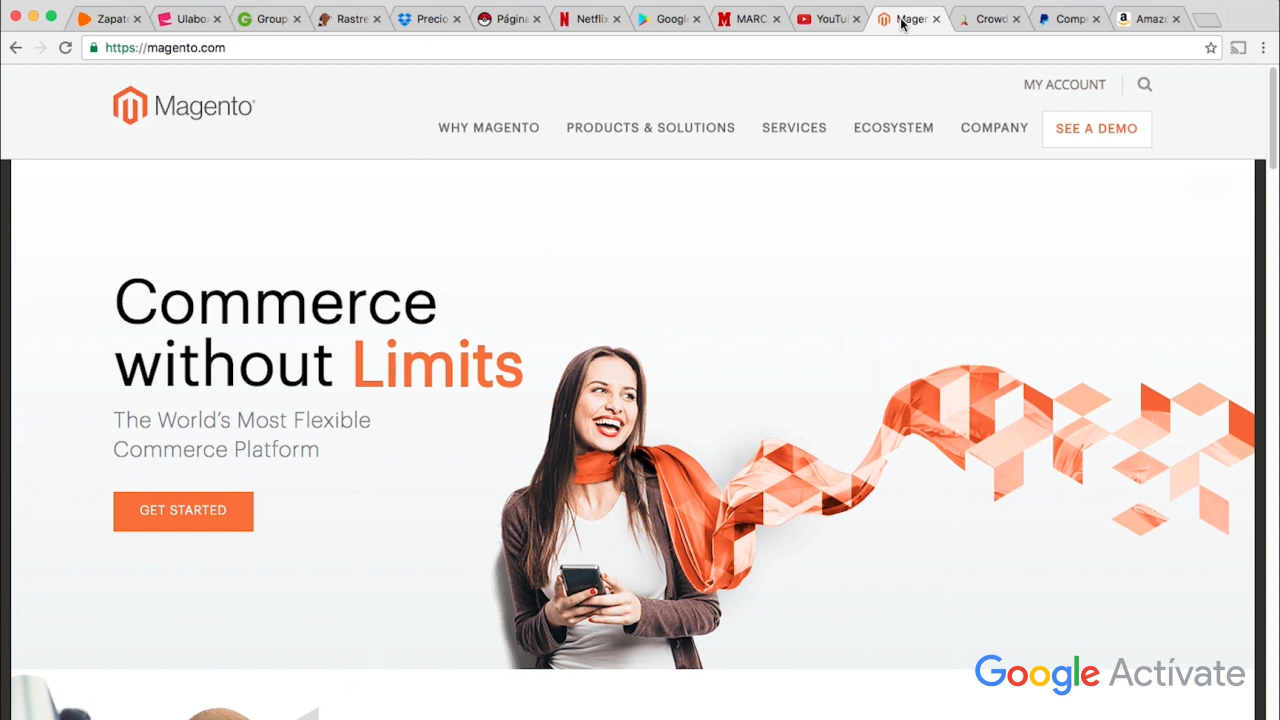 Zapat
Ulabo
Group
Rastre
Precio
Página
Netfli
Googl
MARC
YouTu
Mager
Crowd
Comp
Amaz
https://magento.com
Magento
MY ACCOUNT
WHY MAGENTO
PRODUCTS & SOLUTIONS
SERVICES
ECOSYSTEM
COMPANY
SEE A DEMO
Commerce
without Limits
The World's Most Flexible
Commerce Platform
GET STARTED
Google Actívate